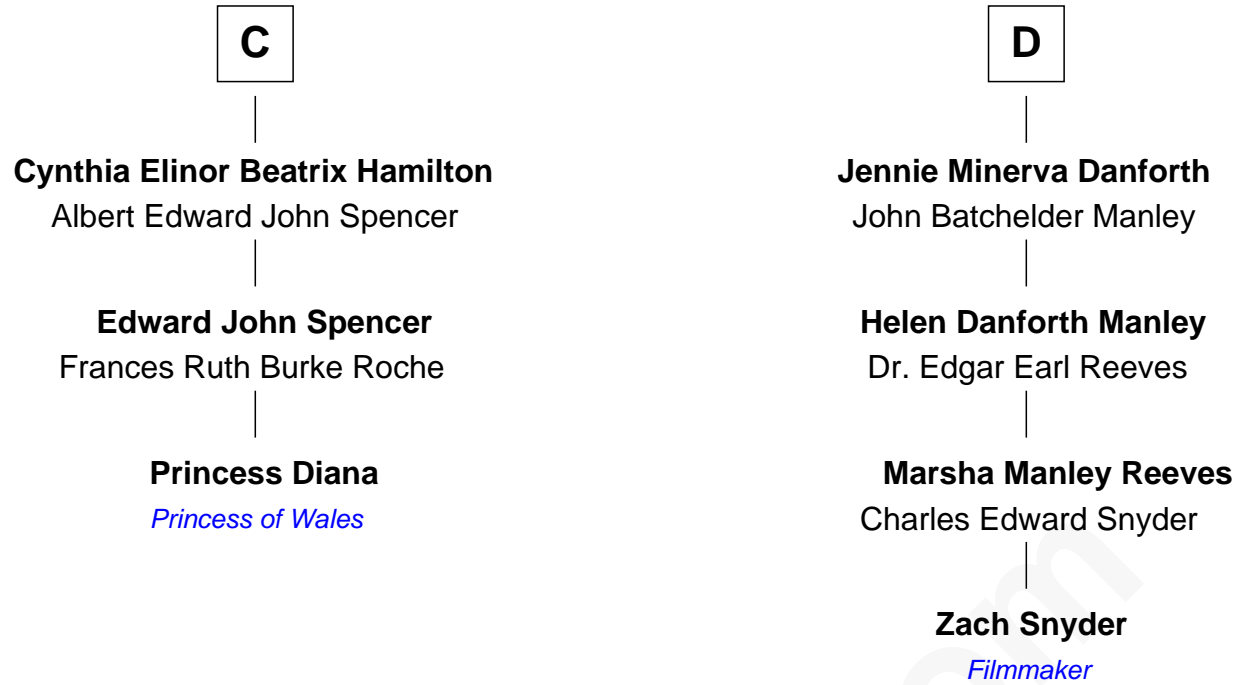 C
Cynthia Elinor Beatrix Hamilton
Albert Edward John Spencer
Edward John Spencer
Frances Ruth Burke Roche
Princess Diana
Princess of Wales
D
Jennie Minerva Danforth
John Batchelder Manley
Helen Danforth Manley
Dr. Edgar Earl Reeves
Marsha Manley Reeves
Charles Edward Snyder
Zach Snyder
Filmmaker